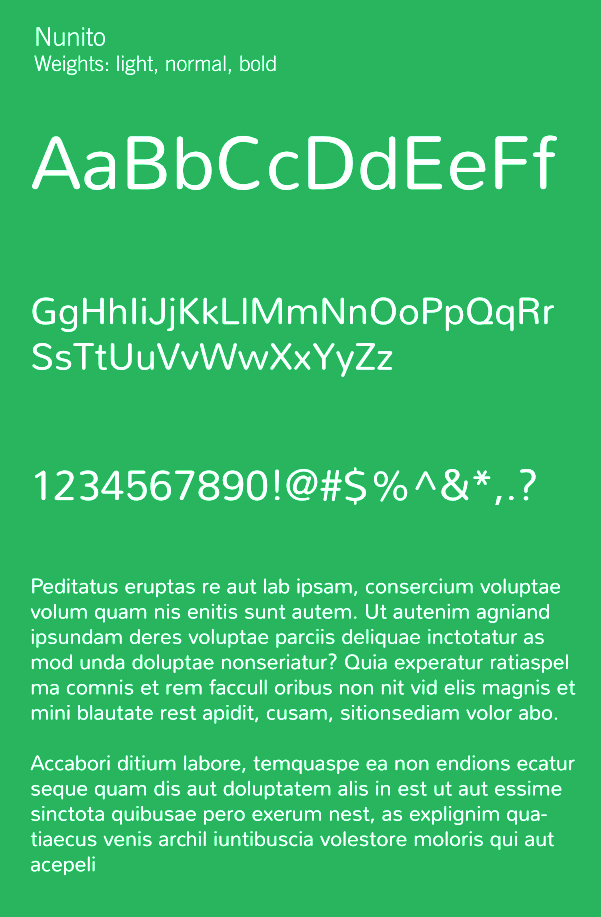 Nunito
Weights: light, normal, bold
AaBbCcDdEeFf
GgHhIiJjKkLlMmNnOoPpQqRr
SsTtUuVvWwXxYyZz
1234567890!@#$%^&*,.?
Peditatus eruptas re aut lab ipsam, consercium voluptae
volum quam nis enitis sunt autem. Ut autenim agniand
ipsundam deres voluptae parciis deliquae inctotatur as
mod unda doluptae nonseriatur? Quia experatur ratiaspel
ma comnis et rem faccull oribus non nit vid elis magnis et
mini blautate rest apidit, cusam, sitionsediam volor abo.
Accabori ditium labore, temquaspe ea non endions ecatur
seque quam dis aut doluptatem alis in est ut aut essime
sinctota quibusae pero exerum nest, as explignim qua-
tiaecus venis archil iuntibuscia volestore moloris qui aut
acepeli